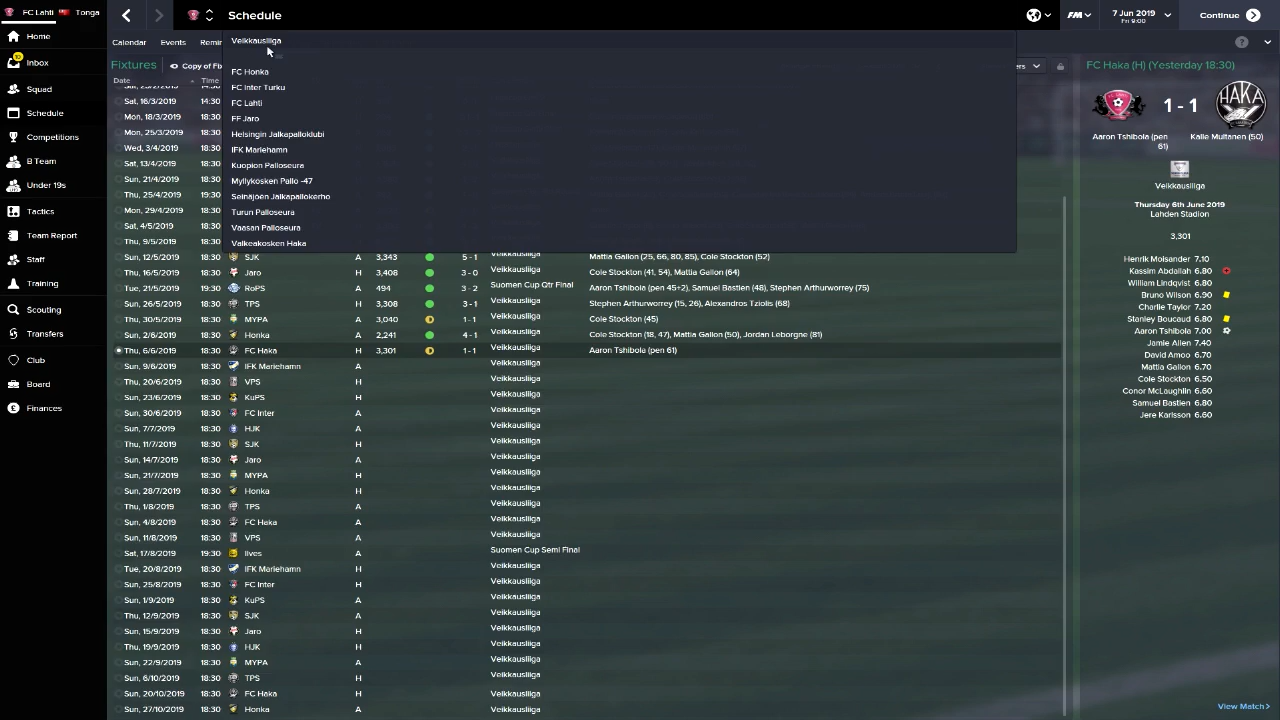 FC Lahti Tonga
Schedule
7 Jun 2019
Fri 9:00
Continue
FM
Home
10
Inbox
Squad
Schedule
Competitions
B Team
Under 19s
Tactics
Team Report
Staff
Training
Scouting
Transfers
Club
Board
Finances
Calendar Events Remin
Veikkausliiga
FC Honka
FC Inter Turku
FC Lahti
FF Jaro
Helsingin Jalkapalloklubi
IFK Mariehamn
Kuopion Palloseura
Myllykosken Pallo -47
Seinäjoen Jalkapallokerho
Turun Palloseura
Vaasan Palloseura
Valkeakosken Haka
Fixtures Copy of Fix ers
Date Time
14:30
Sat, 16/3/2019 14:30
Mon, 18/3/2019 18:30
Mon, 25/3/2019 18:30
Wed, 3/4/2019 18:30
Sat, 13/4/2019 18:30
Sun, 21/4/2019 18:30
Thu, 25/4/2019 19:30
Mon, 29/4/2019 18:30
Sat, 4/5/2019 18:30
Thu, 9/5/2019 18:30 Veikkausliiga
Sun, 12/5/2019 18:30 SJK A 3,343 5 - 1 Veikkausliiga Mattia Gallon (25, 66, 80, 85), Cole Stockton (52)
Thu, 16/5/2019 18:30 Jaro H 3,408 3 - 0 Veikkausliiga Cole Stockton (41, 54), Mattia Gallon (64)
Tue, 21/5/2019 19:30 RoPS A 494 3 - 2 Suomen Cup Qtr Final Aaron Tshibola (pen 45+2), Samuel Bastien (48), Stephen Arthurworrey (75)
Sun, 26/5/2019 18:30 TPS H 3,308 3 - 1 Veikkausliiga Stephen Arthurworrey (15, 26), Alexandros Tziolis (68)
Thu, 30/5/2019 18:30 MYPA A 3,040 1 - 1 Veikkausliiga Cole Stockton (45)
Sun, 2/6/2019 18:30 Honka A 2,241 4 - 1 Veikkausliiga Cole Stockton (18, 47), Mattia Gallon (50), Jordan Leborgne (81)
Thu, 6/6/2019 18:30 FC Haka H 3,301 1 - 1 Veikkausliiga Aaron Tshibola (pen 61)
Sun, 9/6/2019 18:30 IFK Mariehamn A Veikkausliiga
Thu, 20/6/2019 18:30 VPS H Veikkausliiga
Sun, 23/6/2019 18:30 KuPS H Veikkausliiga
Sun, 30/6/2019 18:30 FC Inter A Veikkausliiga
Sun, 7/7/2019 18:30 HJK A Veikkausliiga
Thu, 11/7/2019 18:30 SJK H Veikkausliiga
Sun, 14/7/2019 18:30 Jaro A Veikkausliiga
Sun, 21/7/2019 18:30 MYPA H Veikkausliiga
Sun, 28/7/2019 18:30 Honka H Veikkausliiga
Thu, 1/8/2019 18:30 TPS A Veikkausliiga
Sun, 4/8/2019 18:30 FC Haka A Veikkausliiga
Sun, 11/8/2019 18:30 VPS A Veikkausliiga
Sat, 17/8/2019 19:30 Ilves A Suomen Cup Semi Final
Tue, 20/8/2019 18:30 IFK Mariehamn H Veikkausliiga
Sun, 25/8/2019 18:30 FC Inter H Veikkausliiga
Sun, 1/9/2019 18:30 KuPS A Veikkausliiga
Thu, 12/9/2019 18:30 SJK A Veikkausliiga
Sun, 15/9/2019 18:30 Jaro H Veikkausliiga
Thu, 19/9/2019 18:30 HJK H Veikkausliiga
Sun, 22/9/2019 18:30 MYPA A Veikkausliiga
Sun, 6/10/2019 18:30 TPS H Veikkausliiga
Sun, 20/10/2019 18:30 FC Haka H Veikkausliiga
Sun, 27/10/2019 18:30 Honka A Veikkausliiga
FC Haka (H) (Yesterday 18:30)
FC LAHTI
1 - 1
HAKA
Aaron Tshibola (pen Kalle Multanen (50)
61)
Veikkausliiga
Thursday 6th June 2019
Lahden Stadion
3,301
Henrik Moisander 7.10
Kassim Abdallah 6.80
William Lindqvist 6.80
Bruno Wilson 6.90
Charlie Taylor 7.20
Stanley Boucaud 6.80
Aaron Tshibola 7.00
Jamie Allen 7.40
David Amoo 6.70
Mattia Gallon 6.70
Cole Stockton 6.50
Conor McLaughlin 6.60
Samuel Bastien 6.80
Jere Karlsson 6.60
View Match >